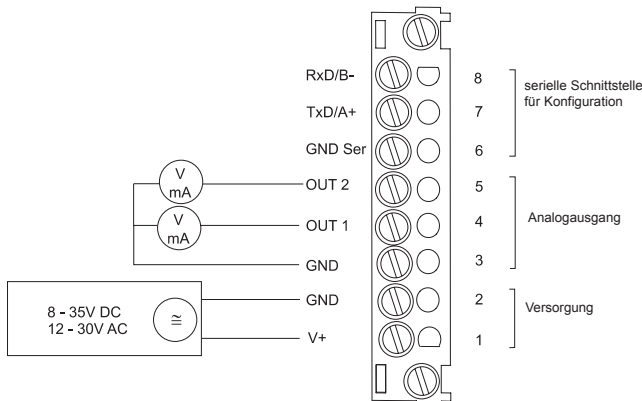 RxD/B- 8
TxD/A+ 7
GND Ser 6
serielle Schnittstelle
für Konfiguration
V
mA
OUT 2 5
V
mA
OUT 1 4
GND 3
Analogausgang
GND 2
V+ 1
Versorgung
8 - 35V DC
12 - 30V AC
≅